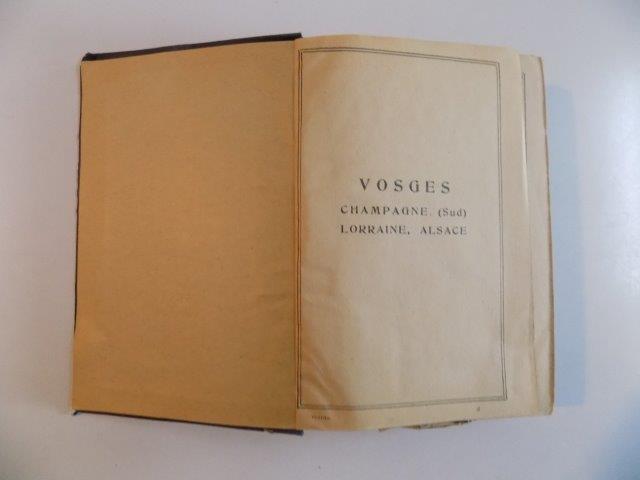 VOSGES
CHAMPAGNE. (Sud)
LORRAINE, ALSACE